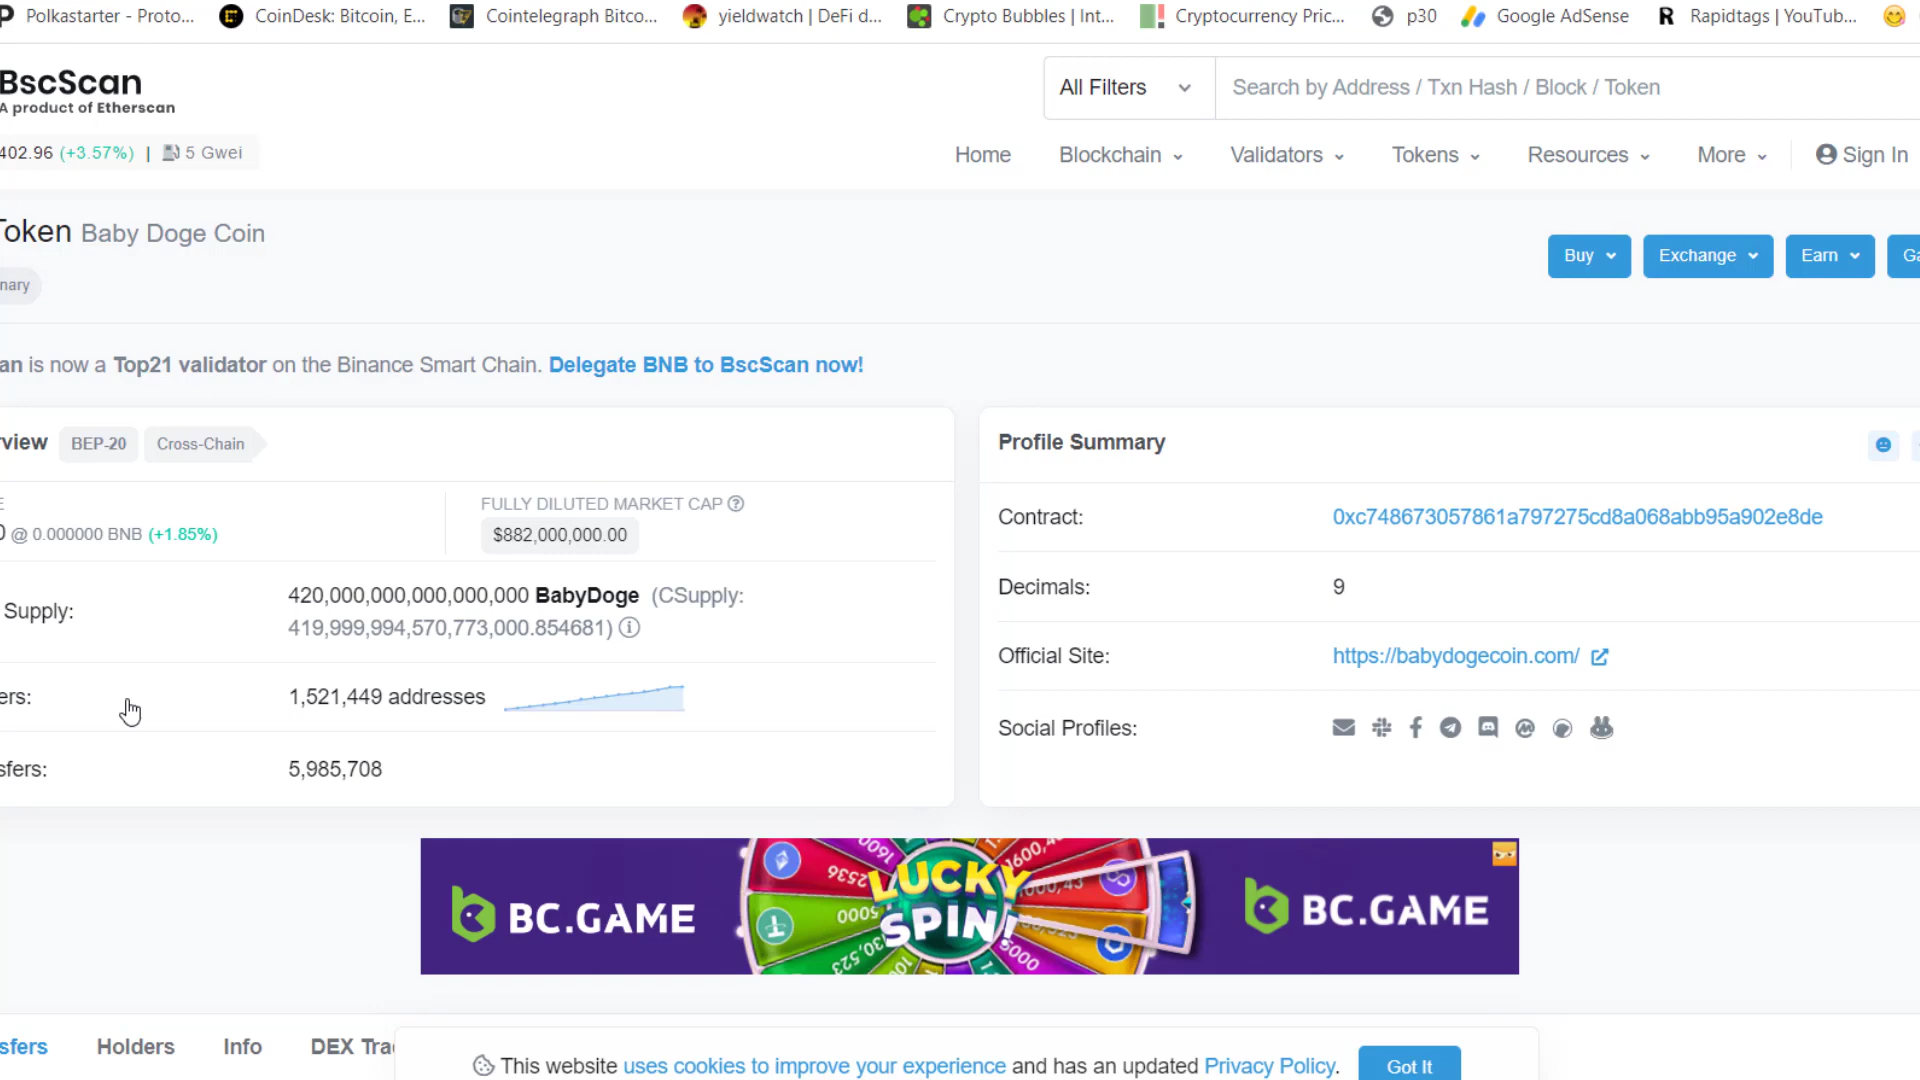 Polkastarter - Proto... CoinDesk: Bitcoin, E... Cointelegraph Bitco... yieldwatch | DeFi d... Crypto Bubbles | Int... Cryptocurrency Pric... p30 Google AdSense Rapidtags | YouTub...
BscScan
A product of Etherscan
All Filters Search by Address / Txn Hash / Block / Token
402.96 (+3.57%) | 5 Gwei
Home Blockchain Validators Tokens Resources More Sign In
Token Baby Doge Coin
Buy Exchange Earn Ga
nary
an is now a Top21 validator on the Binance Smart Chain. Delegate BNB to BscScan now!
rview BEP-20 Cross-Chain
E FULLY DILUTED MARKET CAP
0 @ 0.000000 BNB (+1.85%) $882,000,000.00
Supply: 420,000,000,000,000,000 BabyDoge (CSupply:
419,999,994,570,773,000.854681)
ers: 1,521,449 addresses
sfers: 5,985,708
Profile Summary
Contract: 0xc748673057861a797275cd8a068abb95a902e8de
Decimals: 9
Official Site: https://babydogecoin.com/
Social Profiles:
BC.GAME LUCKY SPIN! BC.GAME
sfers Holders Info DEX Tra
This website uses cookies to improve your experience and has an updated Privacy Policy. Got It